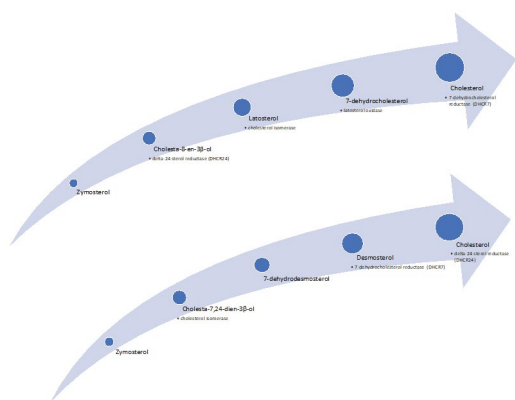 Cholesterol
• 7 dehydrocholesterol
reductase (DHCR7)
7-dehydrocholesterol
• latosterol oxidase
Latosterol
• cholesterol isomerase
Cholesta-8-en-3β-ol
• delta 24 sterol reductase (DHCR24)
Zymosterol
Cholesterol
• delta 24 sterol reductase
(DHCR24)
Desmosterol
• 7 dehydrocholesterol reductase (DHCR7)
7-dehydrodesmosterol
Cholesta-7,24-dien-3β-ol
• cholesterol isomerase
Zymosterol